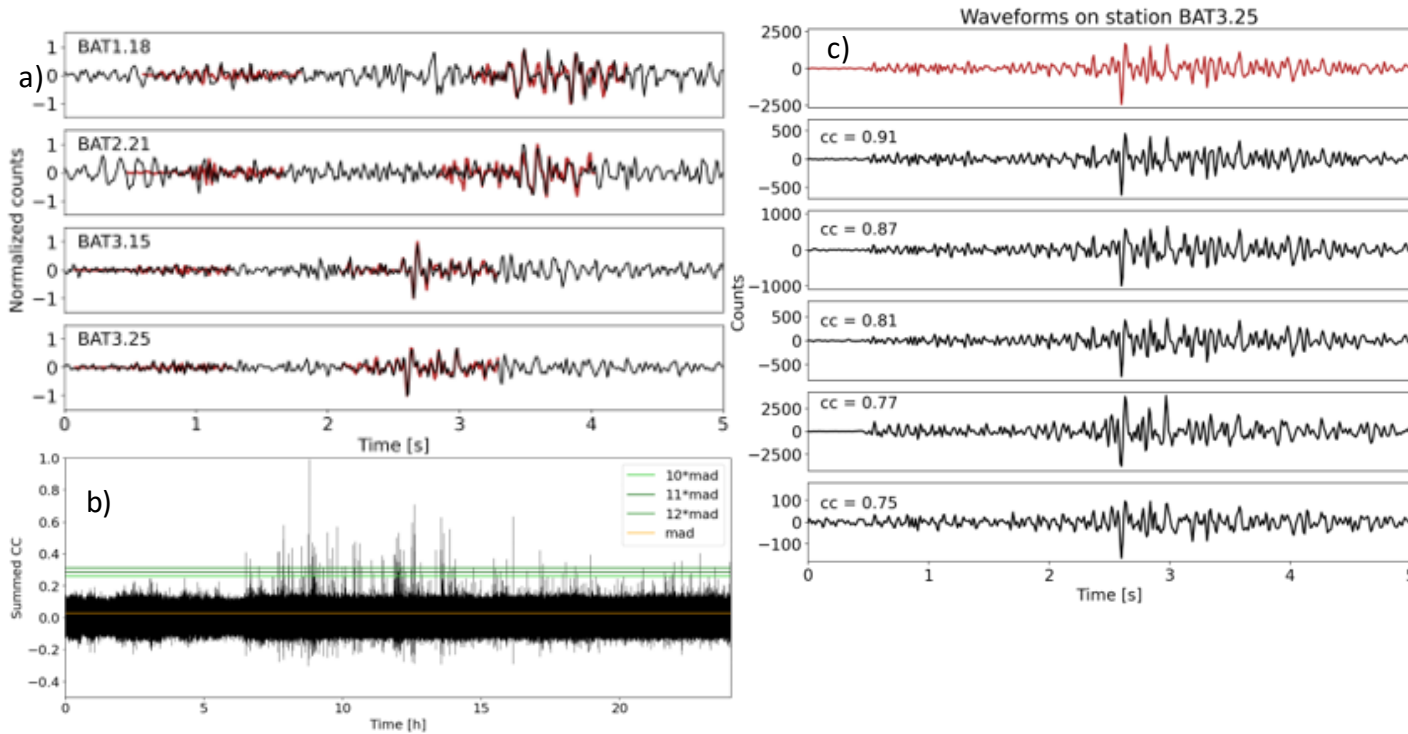 a)
Normalized counts
BAT1.18
1
0
−1
BAT2.21
1
0
−1
BAT3.15
1
0
−1
BAT3.25
1
0
−1
0 1 2 3 4 5
Time [s]
b)
Summed CC
1.0
0.8
0.6
0.4
0.2
0.0
−0.2
−0.4
10*mad
11*mad
12*mad
mad
0 5 10 15 20
Time [h]
Waveforms on station BAT3.25
c)
Counts
2500
0
−2500
cc = 0.91
500
0
−500
cc = 0.87
1000
0
−1000
cc = 0.81
500
0
−500
cc = 0.77
2500
0
−2500
cc = 0.75
100
0
−100
0 1 2 3 4 5
Time [s]